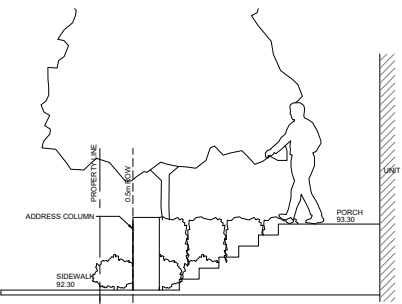 PROPERTY LINE
0.5m ROW
UNIT
ADDRESS COLUMN
PORCH
93.30
SIDEWALK
92.30